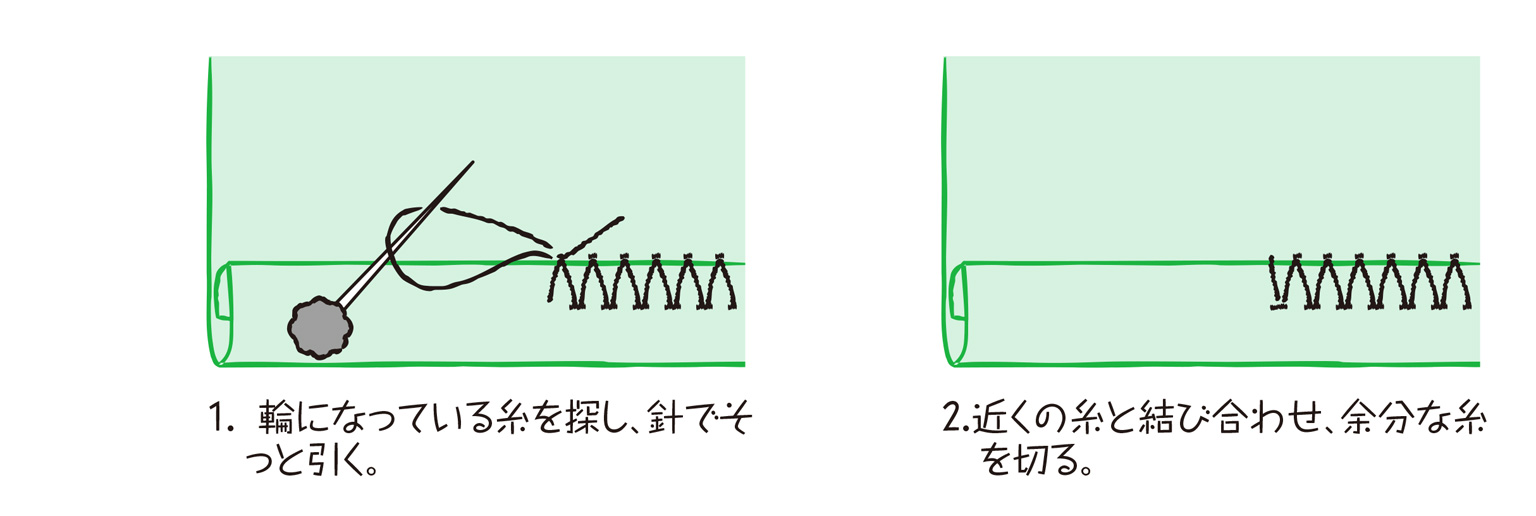 1. 輪になっている糸を探し、針でそ
っと引く。
2.近くの糸と結び合わせ、余分な糸
を切る。